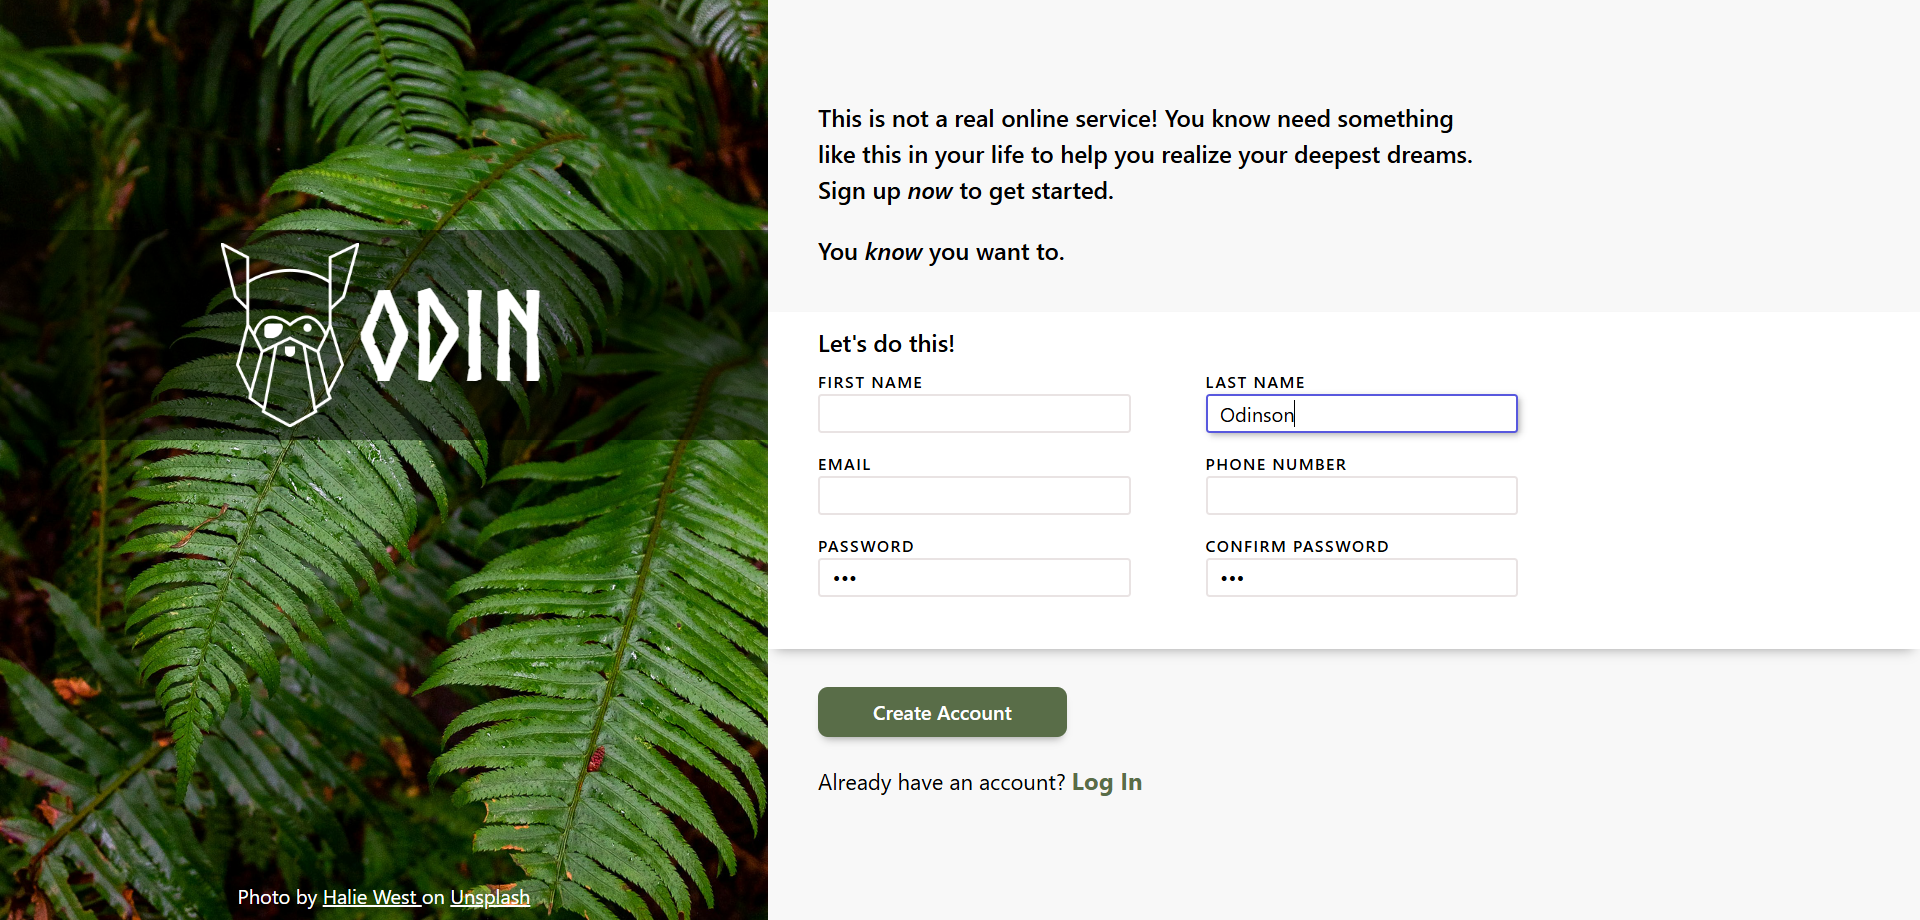 ODIN
Photo by Halie West on Unsplash
This is not a real online service! You know need something
like this in your life to help you realize your deepest dreams.
Sign up now to get started.
You know you want to.
Let's do this!
FIRST NAME
LAST NAME
Odinson
EMAIL
PHONE NUMBER
PASSWORD
•••
CONFIRM PASSWORD
•••
Create Account
Already have an account? Log In